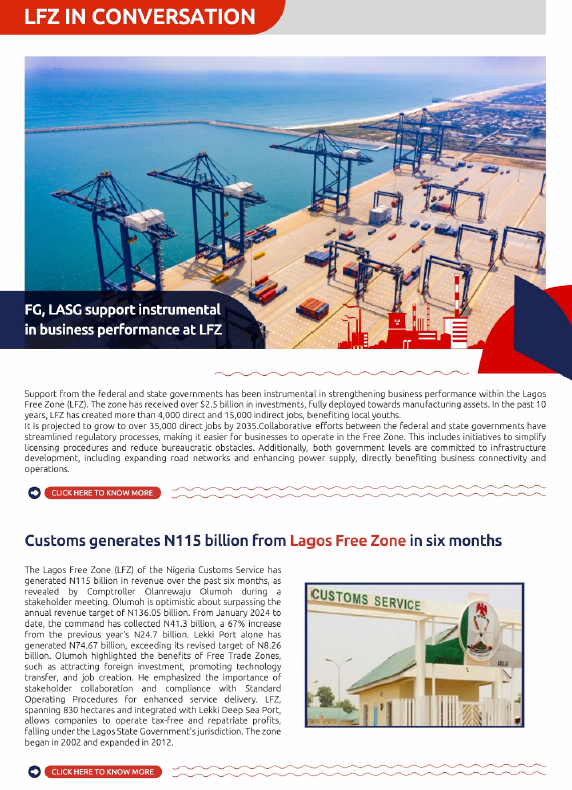 LFZ IN CONVERSATION
FG, LASG support instrumental
in business performance at LFZ
Support from the federal and state governments has been instrumental in strengthening business performance within the Lagos
Free Zone (LFZ). The zone has received over $2.5 billion in investments, fully deployed towards manufacturing assets. In the past 10
years, LFZ has created more than 4,000 direct and 15,000 indirect jobs, benefiting local youths.
It is projected to grow to over 35,000 direct jobs by 2035.Collaborative efforts between the federal and state governments have
streamlined regulatory processes, making it easier for businesses to operate in the Free Zone. This includes initiatives to simplify
licensing procedures and reduce bureaucratic obstacles. Additionally, both government levels are committed to infrastructure
development, including expanding road networks and enhancing power supply, directly benefiting business connectivity and
operations.
CLICK HERE TO KNOW MORE
Customs generates N115 billion from Lagos Free Zone in six months
The Lagos Free Zone (LFZ) of the Nigeria Customs Service has
generated N115 billion in revenue over the past six months, as
revealed by Comptroller Olanrewaju Olumoh during a
stakeholder meeting. Olumoh is optimistic about surpassing the
annual revenue target of N136.05 billion. From January 2024 to
date, the command has collected N41.3 billion, a 67% increase
from the previous year's N24.7 billion. Lekki Port alone has
generated N74.67 billion, exceeding its revised target of N8.26
billion. Olumoh highlighted the benefits of Free Trade Zones,
such as attracting foreign investment, promoting technology
transfer, and job creation. He emphasized the importance of
stakeholder collaboration and compliance with Standard
Operating Procedures for enhanced service delivery. LFZ,
spanning 830 hectares and integrated with Lekki Deep Sea Port,
allows companies to operate tax-free and repatriate profits,
falling under the Lagos State Government's jurisdiction. The zone
began in 2002 and expanded in 2012.
CUSTOMS SERVICE
CLICK HERE TO KNOW MORE